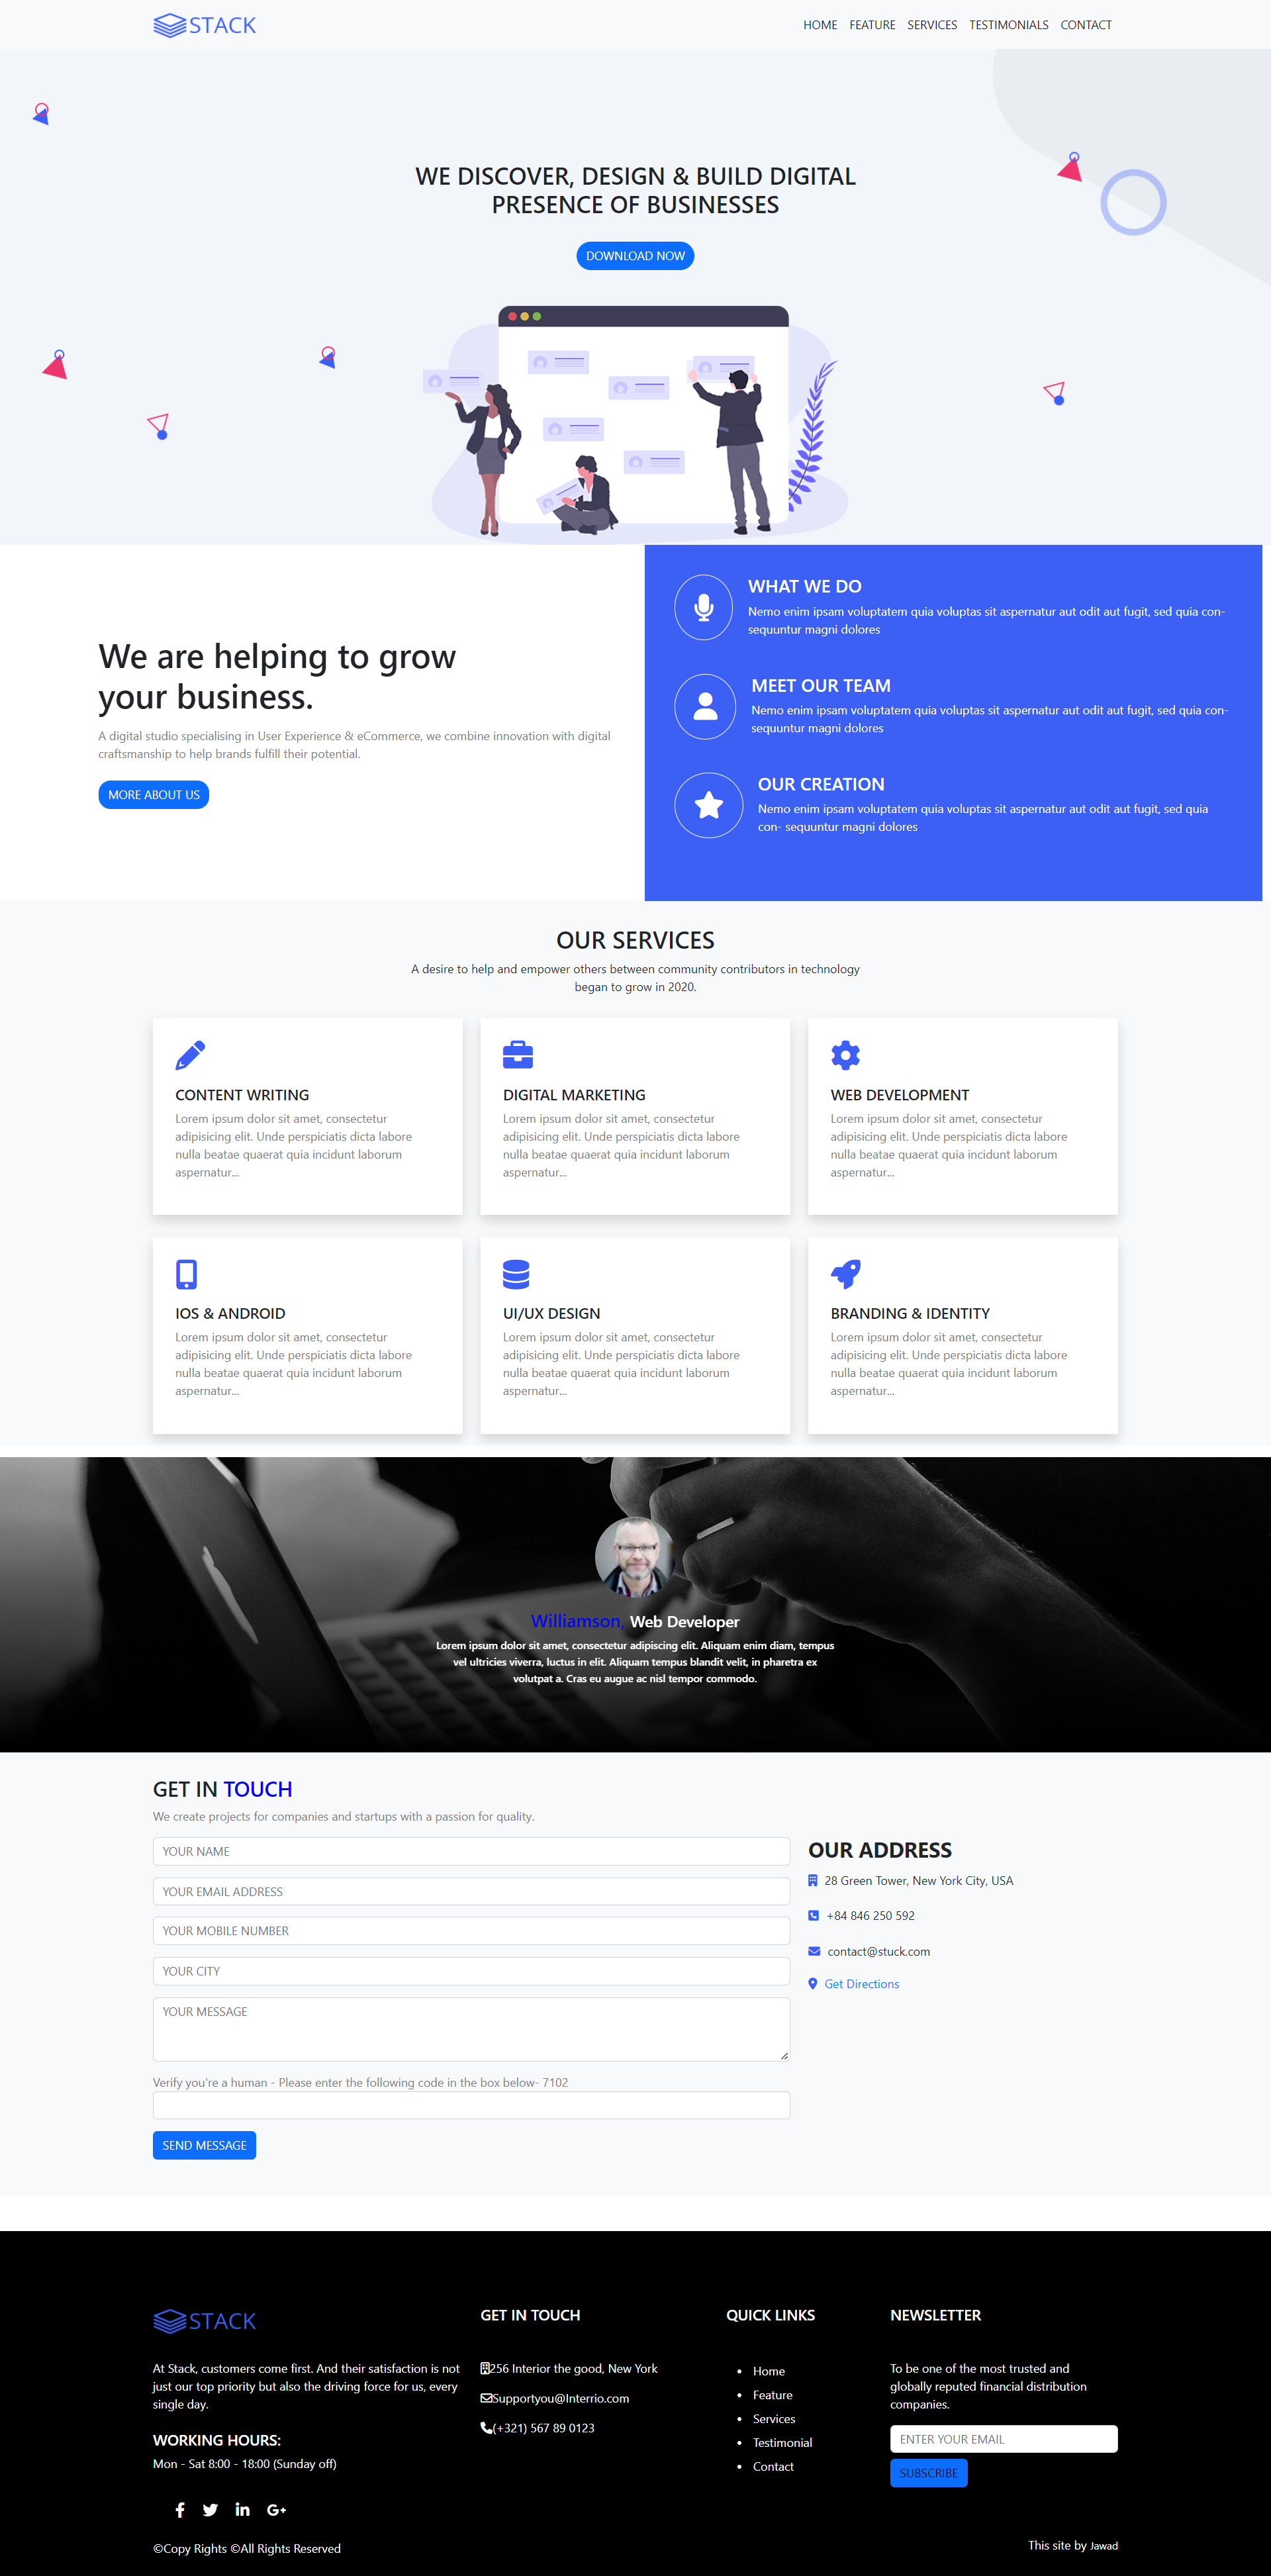 STACK
HOME FEATURE SERVICES TESTIMONIALS CONTACT
WE DISCOVER, DESIGN & BUILD DIGITAL
PRESENCE OF BUSINESSES
DOWNLOAD NOW
We are helping to grow
your business.
A digital studio specialising in User Experience & eCommerce, we combine innovation with digital
craftsmanship to help brands fulfill their potential.
MORE ABOUT US
WHAT WE DO
Nemo enim ipsam voluptatem quia voluptas sit aspernatur aut odit aut fugit, sed quia con-
sequuntur magni dolores
MEET OUR TEAM
Nemo enim ipsam voluptatem quia voluptas sit aspernatur aut odit aut fugit, sed quia con-
sequuntur magni dolores
OUR CREATION
Nemo enim ipsam voluptatem quia voluptas sit aspernatur aut odit aut fugit, sed quia
con- sequuntur magni dolores
OUR SERVICES
A desire to help and empower others between community contributors in technology
began to grow in 2020.
CONTENT WRITING
Lorem ipsum dolor sit amet, consectetur
adipisicing elit. Unde perspiciatis dicta labore
nulla beatae quaerat quia incidunt laborum
aspernatur...
DIGITAL MARKETING
Lorem ipsum dolor sit amet, consectetur
adipisicing elit. Unde perspiciatis dicta labore
nulla beatae quaerat quia incidunt laborum
aspernatur...
WEB DEVELOPMENT
Lorem ipsum dolor sit amet, consectetur
adipisicing elit. Unde perspiciatis dicta labore
nulla beatae quaerat quia incidunt laborum
aspernatur...
IOS & ANDROID
Lorem ipsum dolor sit amet, consectetur
adipisicing elit. Unde perspiciatis dicta labore
nulla beatae quaerat quia incidunt laborum
aspernatur...
UI/UX DESIGN
Lorem ipsum dolor sit amet, consectetur
adipisicing elit. Unde perspiciatis dicta labore
nulla beatae quaerat quia incidunt laborum
aspernatur...
BRANDING & IDENTITY
Lorem ipsum dolor sit amet, consectetur
adipisicing elit. Unde perspiciatis dicta labore
nulla beatae quaerat quia incidunt laborum
aspernatur...
Williamson, Web Developer
Lorem ipsum dolor sit amet, consectetur adipiscing elit. Aliquam enim diam, tempus
vel ultricies viverra, luctus in elit. Aliquam tempus blandit velit, in pharetra ex
volutpat a. Cras eu augue ac nisl tempor commodo.
GET IN TOUCH
We create projects for companies and startups with a passion for quality.
YOUR NAME
YOUR EMAIL ADDRESS
YOUR MOBILE NUMBER
YOUR CITY
YOUR MESSAGE
Verify you're a human - Please enter the following code in the box below- 7102
SEND MESSAGE
OUR ADDRESS
28 Green Tower, New York City, USA
+84 846 250 592
contact@stuck.com
Get Directions
STACK
At Stack, customers come first. And their satisfaction is not
just our top priority but also the driving force for us, every
single day.
WORKING HOURS:
Mon - Sat 8:00 - 18:00 (Sunday off)
GET IN TOUCH
256 Interior the good, New York
Supportyou@Interrio.com
(+321) 567 89 0123
QUICK LINKS
• Home
• Feature
• Services
• Testimonial
• Contact
NEWSLETTER
To be one of the most trusted and
globally reputed financial distribution
companies.
ENTER YOUR EMAIL
SUBSCRIBE
©Copy Rights ©All Rights Reserved
This site by Jawad